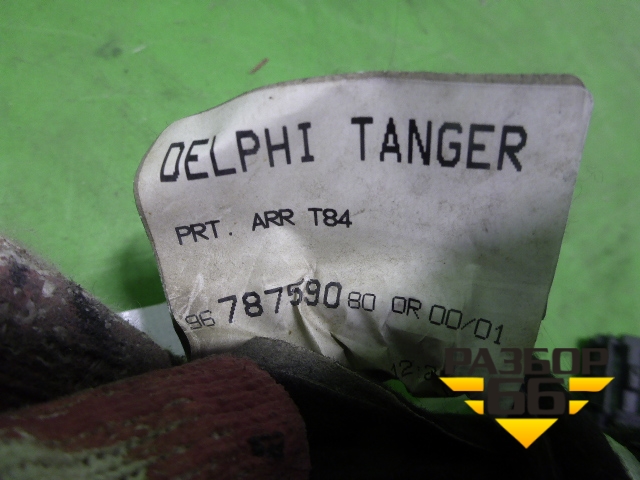 DELPHI TANGER
PRT. ARR T84
96 787590 80 OR 00/01
РАЗБОР
66